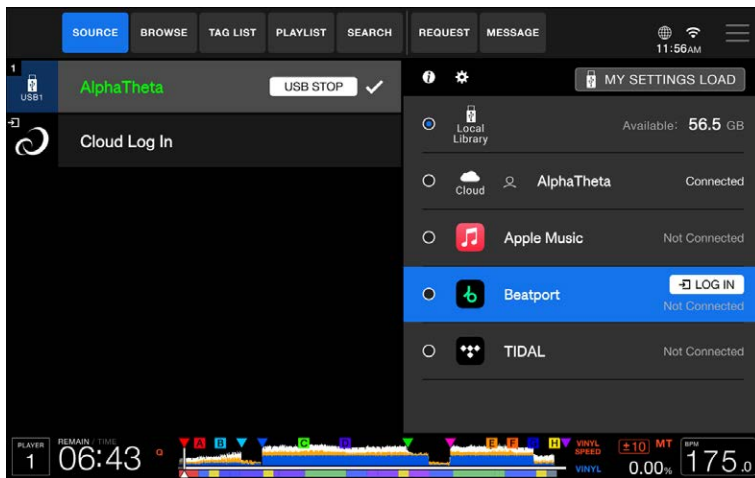 SOURCE BROWSE TAG LIST PLAYLIST SEARCH REQUEST MESSAGE
11:56AM
1
USB1
AlphaTheta USB STOP
Cloud Log In
i MY SETTINGS LOAD
Local Library Available: 56.5 GB
Cloud AlphaTheta Connected
Apple Music Not Connected
Beatport LOG IN
Not Connected
TIDAL Not Connected
PLAYER
1
REMAIN / TIME
06:43
Q
A B C D E F G H
VINYL SPEED
VINYL
±10 MT
0.00%
BPM
175.0